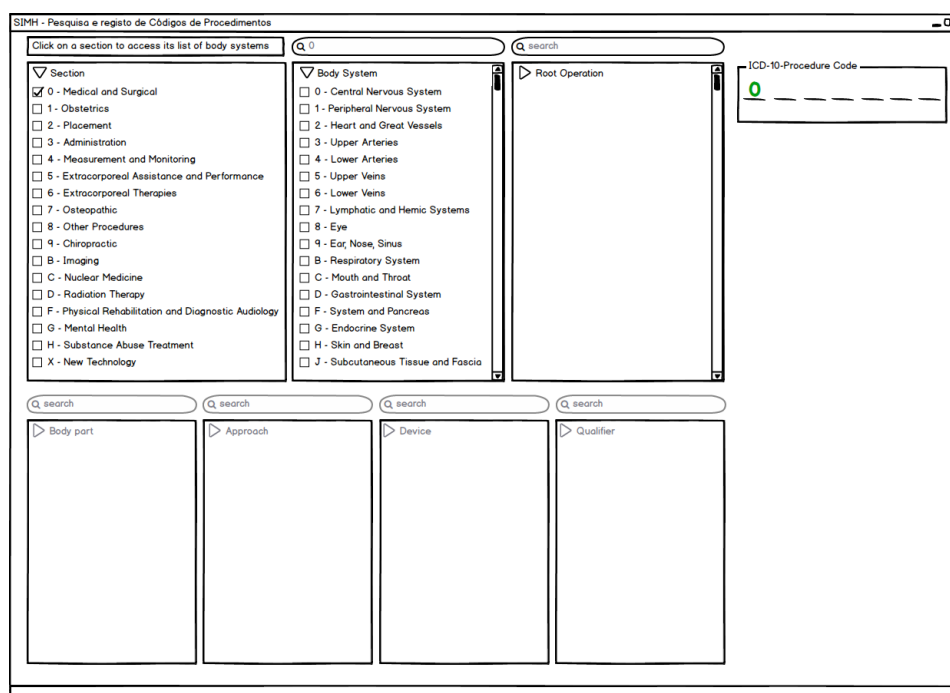 SIMH - Pesquisa e registo de Códigos de Procedimentos
Click on a section to access its list of body systems
0
search
Section
0 - Medical and Surgical
1 - Obstetrics
2 - Placement
3 - Administration
4 - Measurement and Monitoring
5 - Extracorporeal Assistance and Performance
6 - Extracorporeal Therapies
7 - Osteopathic
8 - Other Procedures
9 - Chiropractic
B - Imaging
C - Nuclear Medicine
D - Radiation Therapy
F - Physical Rehabilitation and Diagnostic Audiology
G - Mental Health
H - Substance Abuse Treatment
X - New Technology
Body System
0 - Central Nervous System
1 - Peripheral Nervous System
2 - Heart and Great Vessels
3 - Upper Arteries
4 - Lower Arteries
5 - Upper Veins
6 - Lower Veins
7 - Lymphatic and Hemic Systems
8 - Eye
9 - Ear, Nose, Sinus
B - Respiratory System
C - Mouth and Throat
D - Gastrointestinal System
F - System and Pancreas
G - Endocrine System
H - Skin and Breast
J - Subcutaneous Tissue and Fascia
Root Operation
ICD-10-Procedure Code
0
search
search
search
search
Body part
Approach
Device
Qualifier